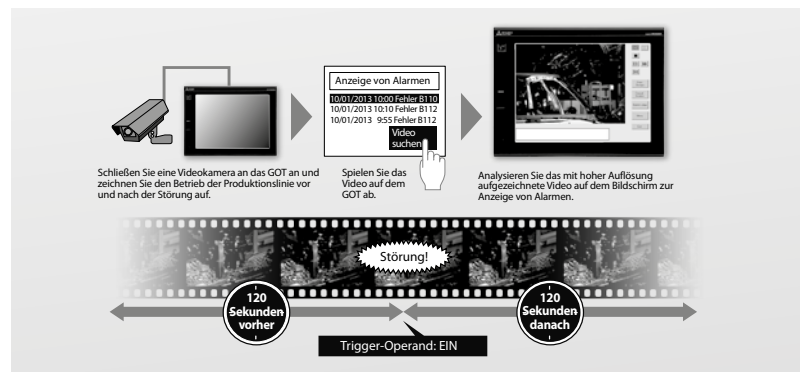 Anzeige von Alarmen
10/01/2013 10:00 Fehler B110
10/01/2013 10:10 Fehler B112
10/01/2013 9:55 Fehler B112
Video
suchen
Schließen Sie eine Videokamera an das GOT an und
zeichnen Sie den Betrieb der Produktionslinie vor
und nach der Störung auf.
Spielen Sie das
Video auf dem
GOT ab.
Analysieren Sie das mit hoher Auflösung
aufgezeichnete Video auf dem Bildschirm zur
Anzeige von Alarmen.
Störung!
120
Sekunden
vorher
120
Sekunden
danach
Trigger-Operand: EIN